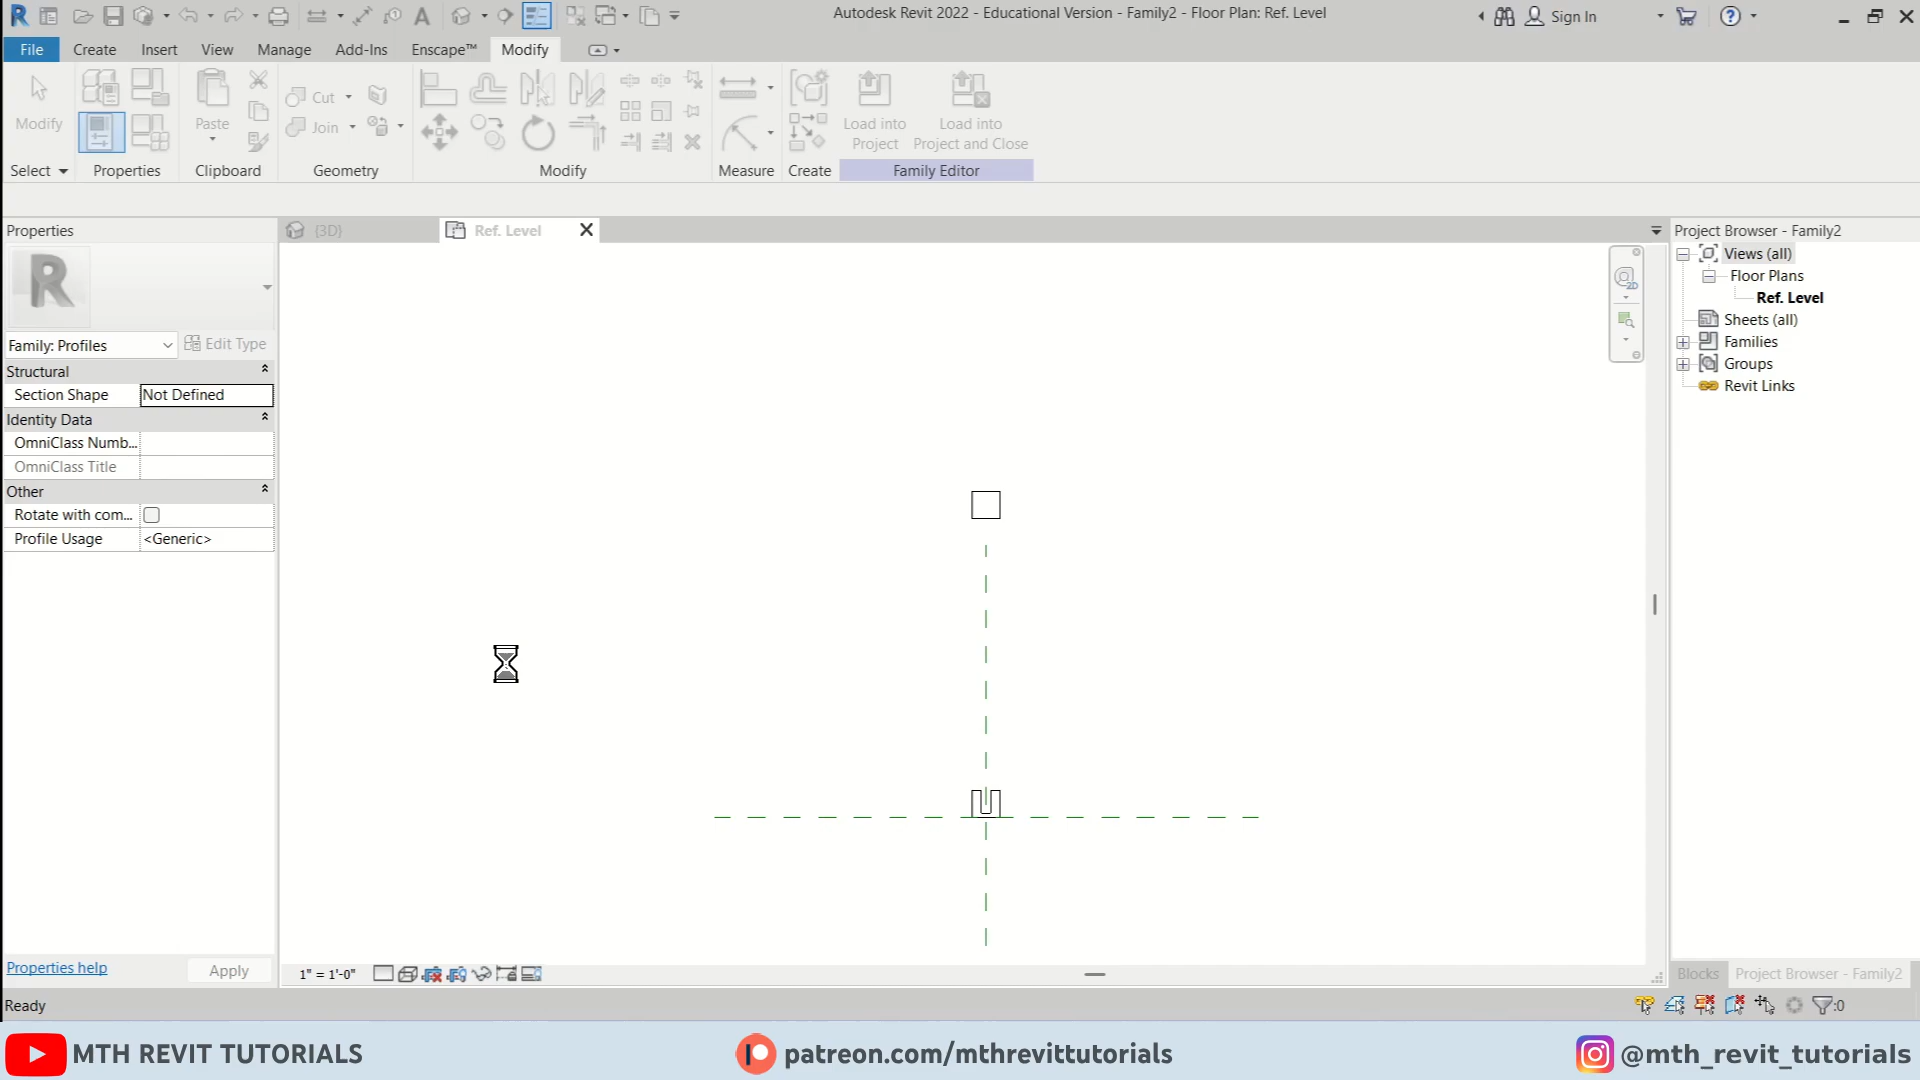 Autodesk Revit 2022 - Educational Version - Family2 - Floor Plan: Ref. Level
Sign In
File Create Insert View Manage Add-Ins Enscape™ Modify
Modify
Paste
Cut
Join
Load into
Project
Load into
Project and Close
Select Properties Clipboard Geometry Modify Measure Create Family Editor
Properties
{3D}
Ref. Level
Project Browser - Family2
Views (all)
Floor Plans
Ref. Level
Sheets (all)
Families
Groups
Revit Links
Family: Profiles
Edit Type
Structural
Section Shape Not Defined
Identity Data
OmniClass Numb...
OmniClass Title
Other
Rotate with com...
Profile Usage <Generic>
Properties help
Apply
1" = 1'-0"
Blocks
Project Browser - Family2
Ready
:0
MTH REVIT TUTORIALS
patreon.com/mthrevittutorials
@mth_revit_tutorials